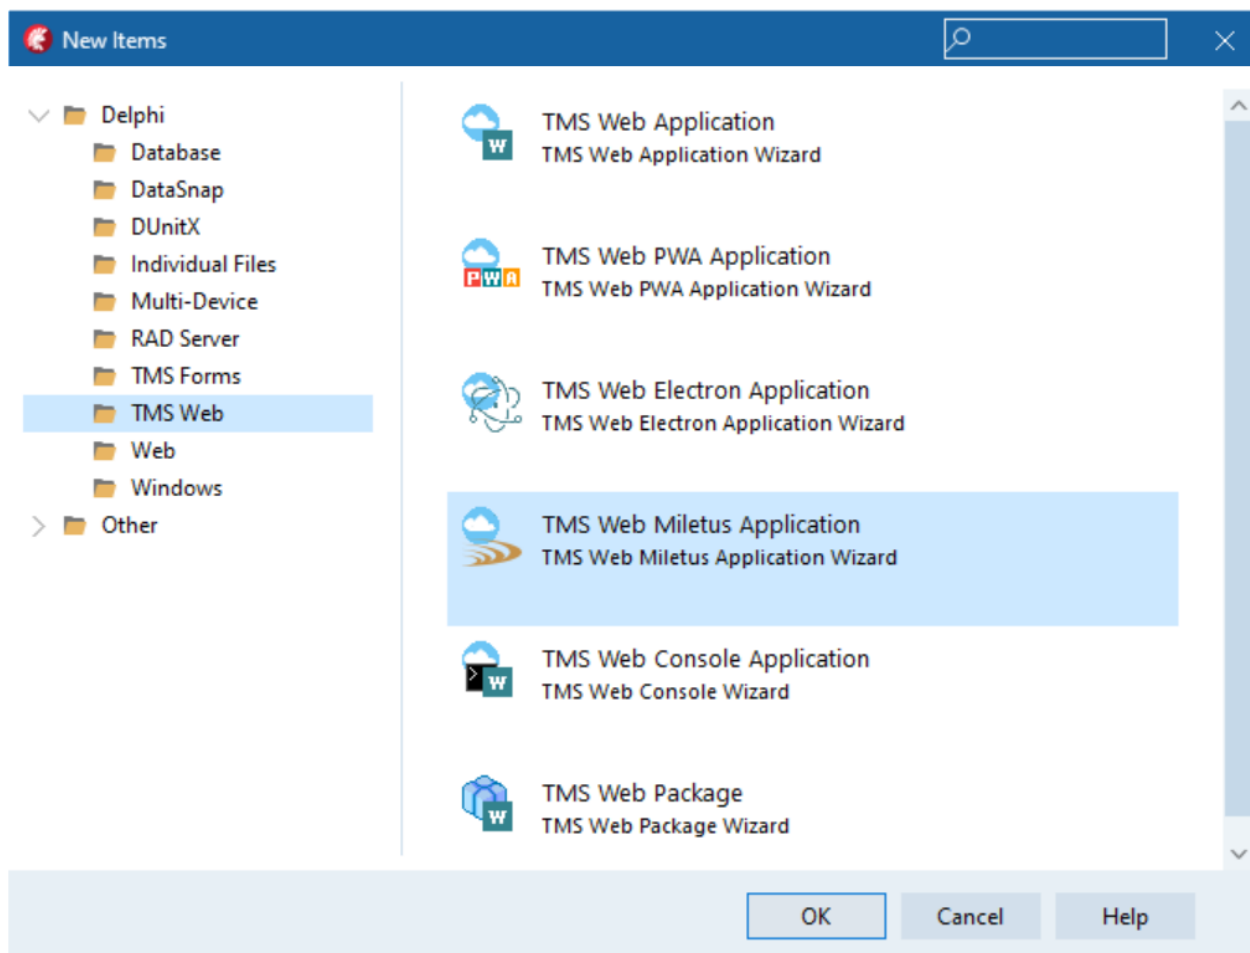 New Items
Delphi
Database
DataSnap
DUnitX
Individual Files
Multi-Device
RAD Server
TMS Forms
TMS Web
Web
Windows
Other
TMS Web Application
TMS Web Application Wizard
W
TMS Web PWA Application
TMS Web PWA Application Wizard
PWA
TMS Web Electron Application
TMS Web Electron Application Wizard
TMS Web Miletus Application
TMS Web Miletus Application Wizard
TMS Web Console Application
TMS Web Console Wizard
W
TMS Web Package
TMS Web Package Wizard
W
OK
Cancel
Help